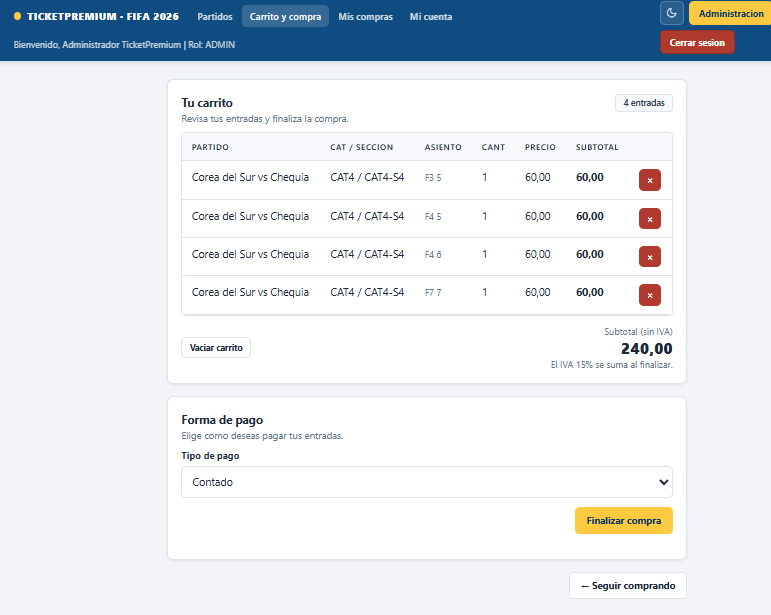 TICKETPREMIUM · FIFA 2026 Partidos Carrito y compra Mis compras Mi cuenta Administracion
Bienvenido, Administrador TicketPremium | Rol: ADMIN Cerrar sesion
Tu carrito 4 entradas
Revisa tus entradas y finaliza la compra.
PARTIDO CAT / SECCION ASIENTO CANT PRECIO SUBTOTAL
Corea del Sur vs Chequia CAT4 / CAT4-S4 F3 5 1 60,00 60,00 ×
Corea del Sur vs Chequia CAT4 / CAT4-S4 F4 5 1 60,00 60,00 ×
Corea del Sur vs Chequia CAT4 / CAT4-S4 F4 6 1 60,00 60,00 ×
Corea del Sur vs Chequia CAT4 / CAT4-S4 F7 7 1 60,00 60,00 ×
Subtotal (sin IVA)
Vaciar carrito 240,00
El IVA 15% se suma al finalizar.
Forma de pago
Elige como deseas pagar tus entradas.
Tipo de pago
Contado
Finalizar compra
← Seguir comprando